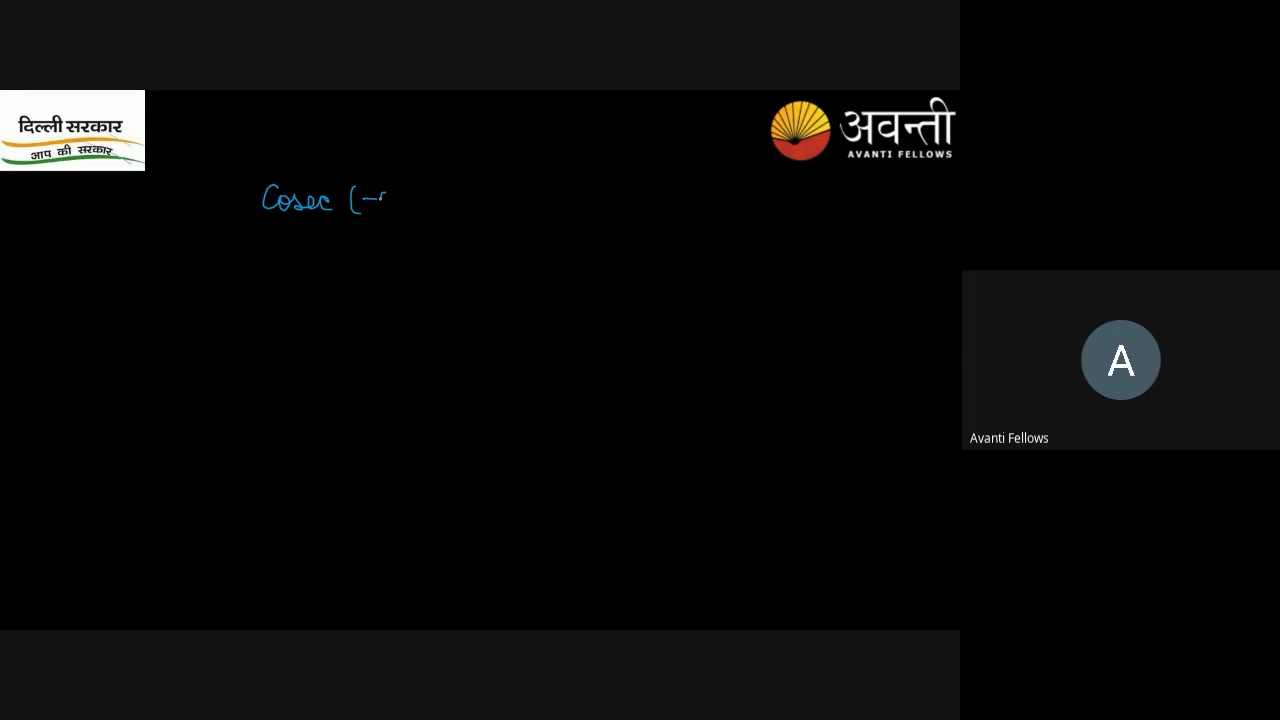 दिल्ली सरकार
आप की सरकार
अवन्ती
AVANTI FELLOWS
Cosec (-
A
Avanti Fellows